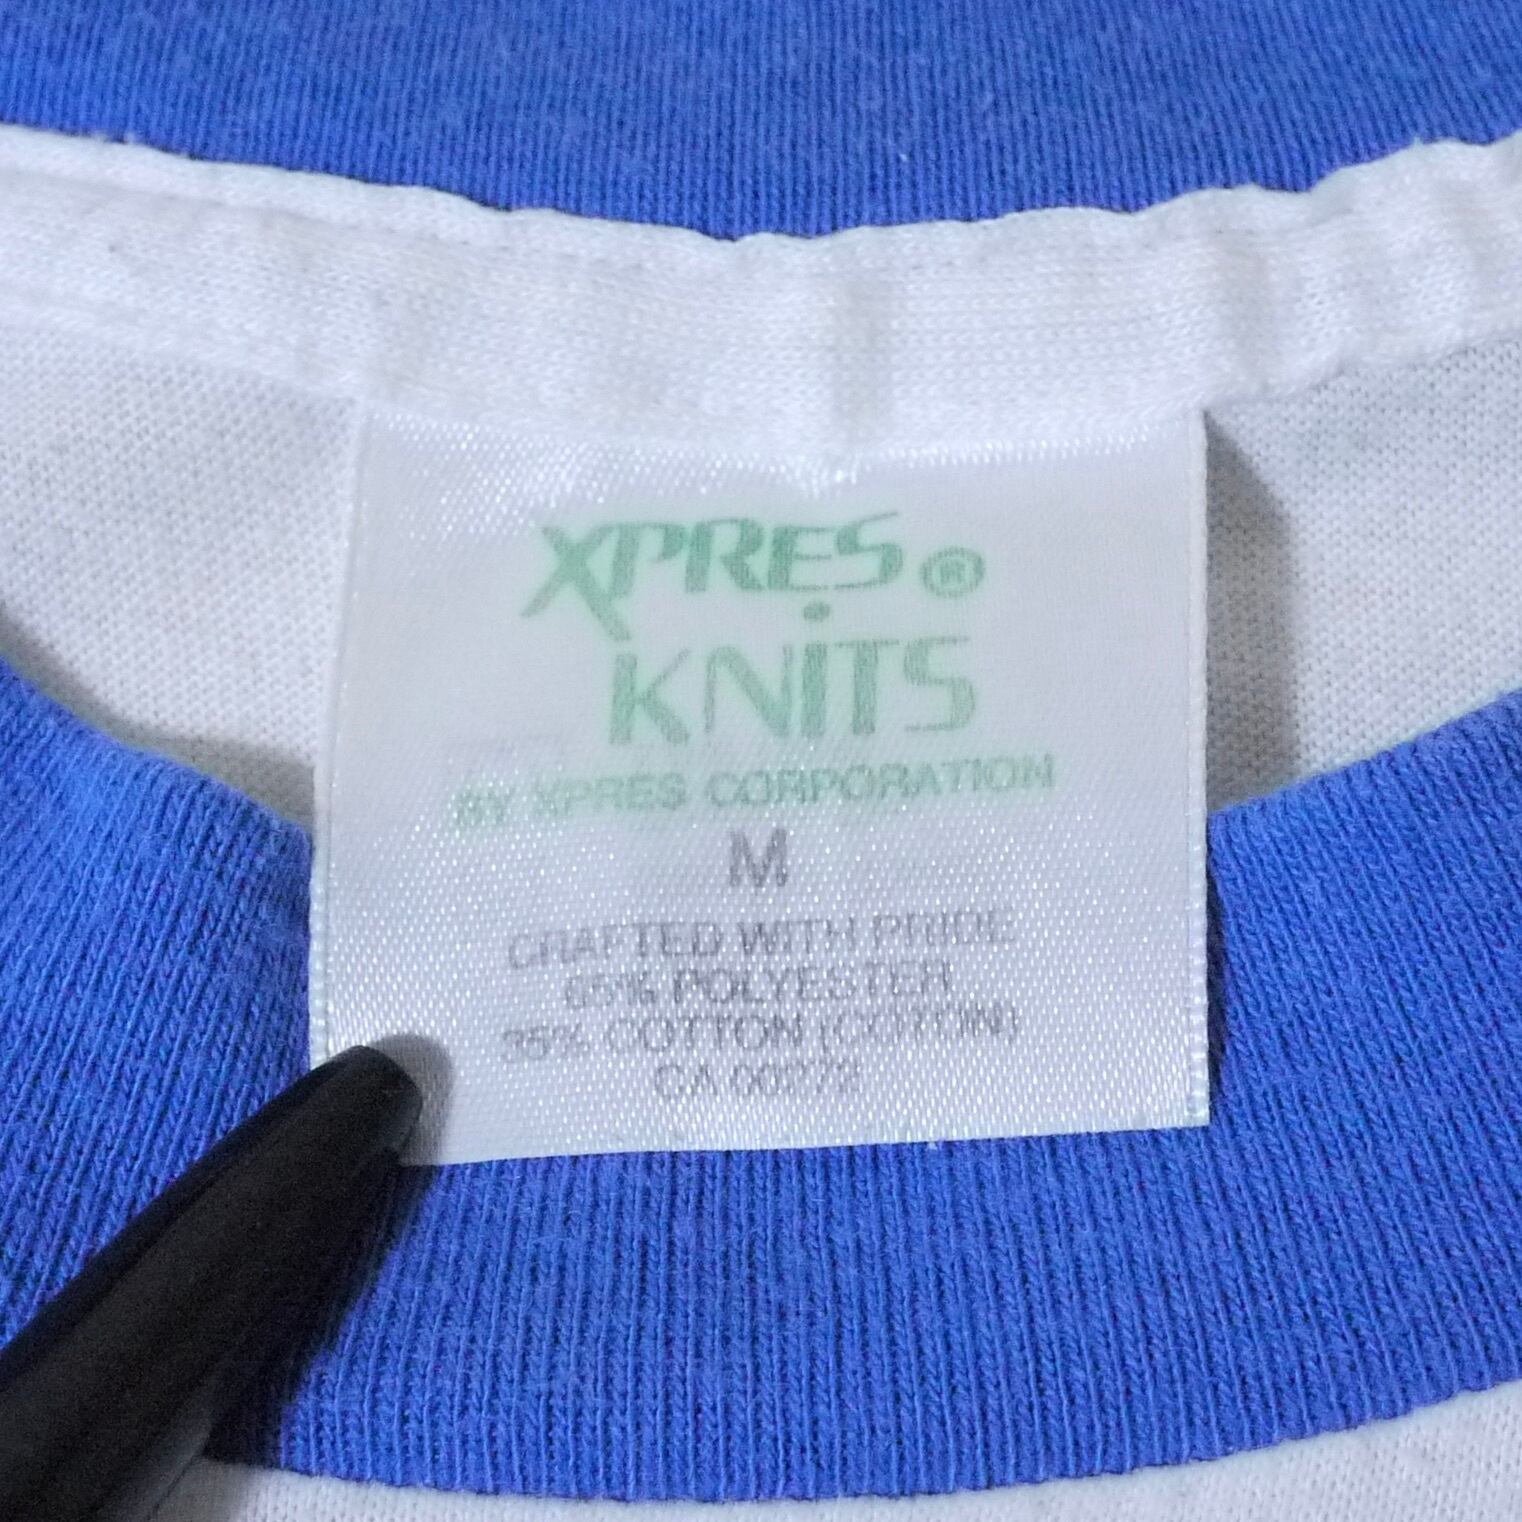 XPRES ®
KNiTS
BY XPRES CORPORATION
M
CRAFTED WITH PRIDE
65% POLYESTER
35% COTTON (COTON)
CA 00272